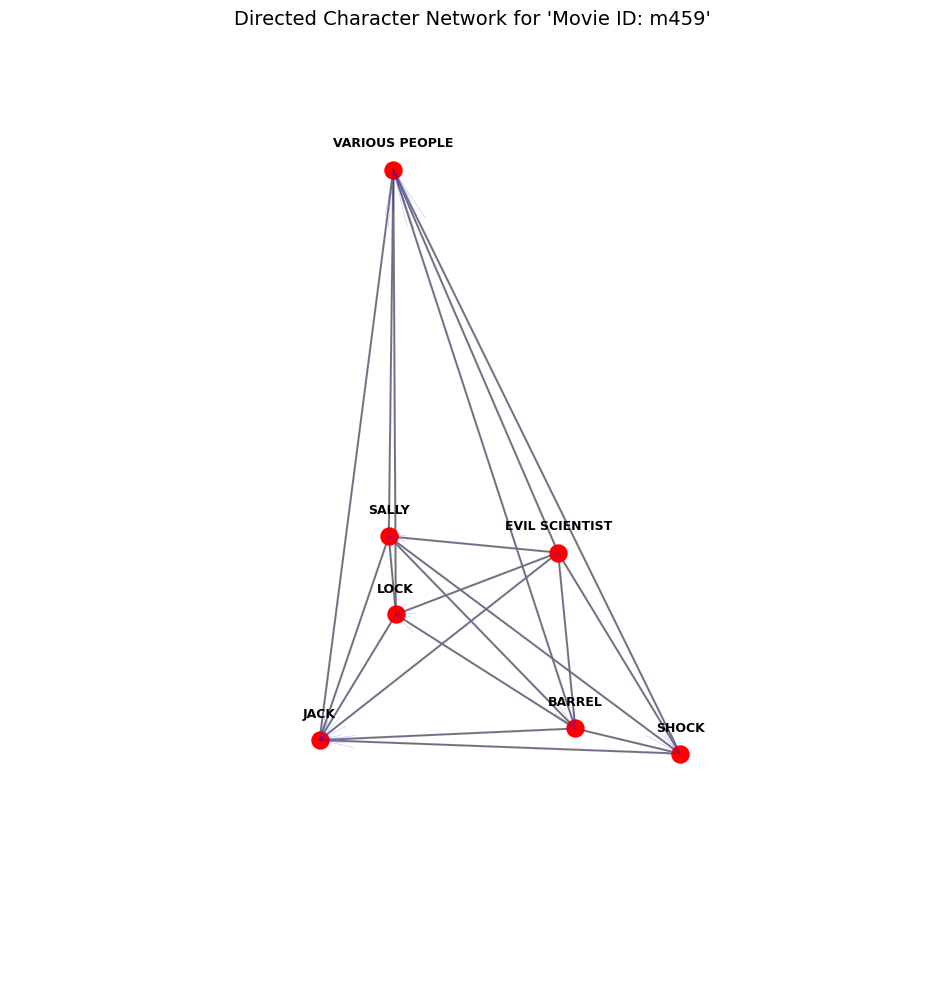 Directed Character Network for 'Movie ID: m459'
VARIOUS PEOPLE
SALLY
EVIL SCIENTIST
LOCK
BARREL
JACK
SHOCK